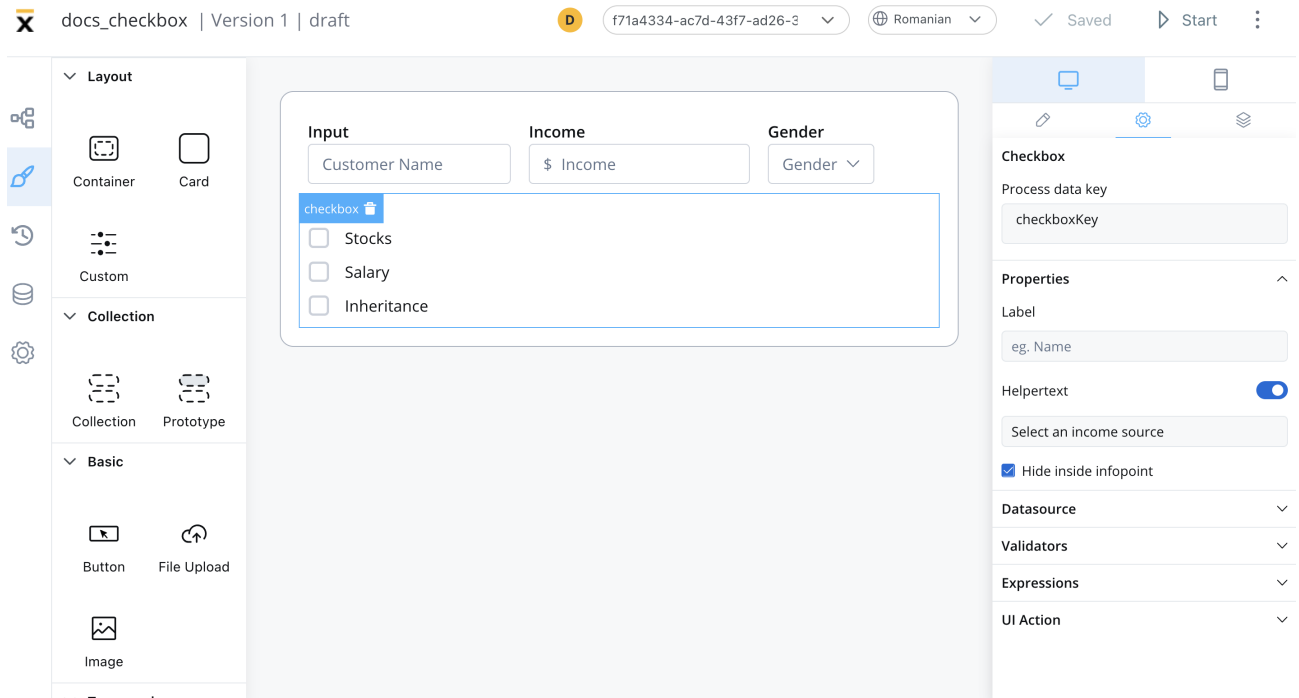 docs_checkbox | Version 1 | draft
D
f71a4334-ac7d-43f7-ad26-3
Romanian
Saved
Start
Layout
Container
Card
Custom
Collection
Collection
Prototype
Basic
Button
File Upload
Image
Input
Income
Gender
Customer Name
$ Income
Gender
checkbox
Stocks
Salary
Inheritance
Checkbox
Process data key
checkboxKey
Properties
Label
eg. Name
Helpertext
Select an income source
Hide inside infopoint
Datasource
Validators
Expressions
UI Action